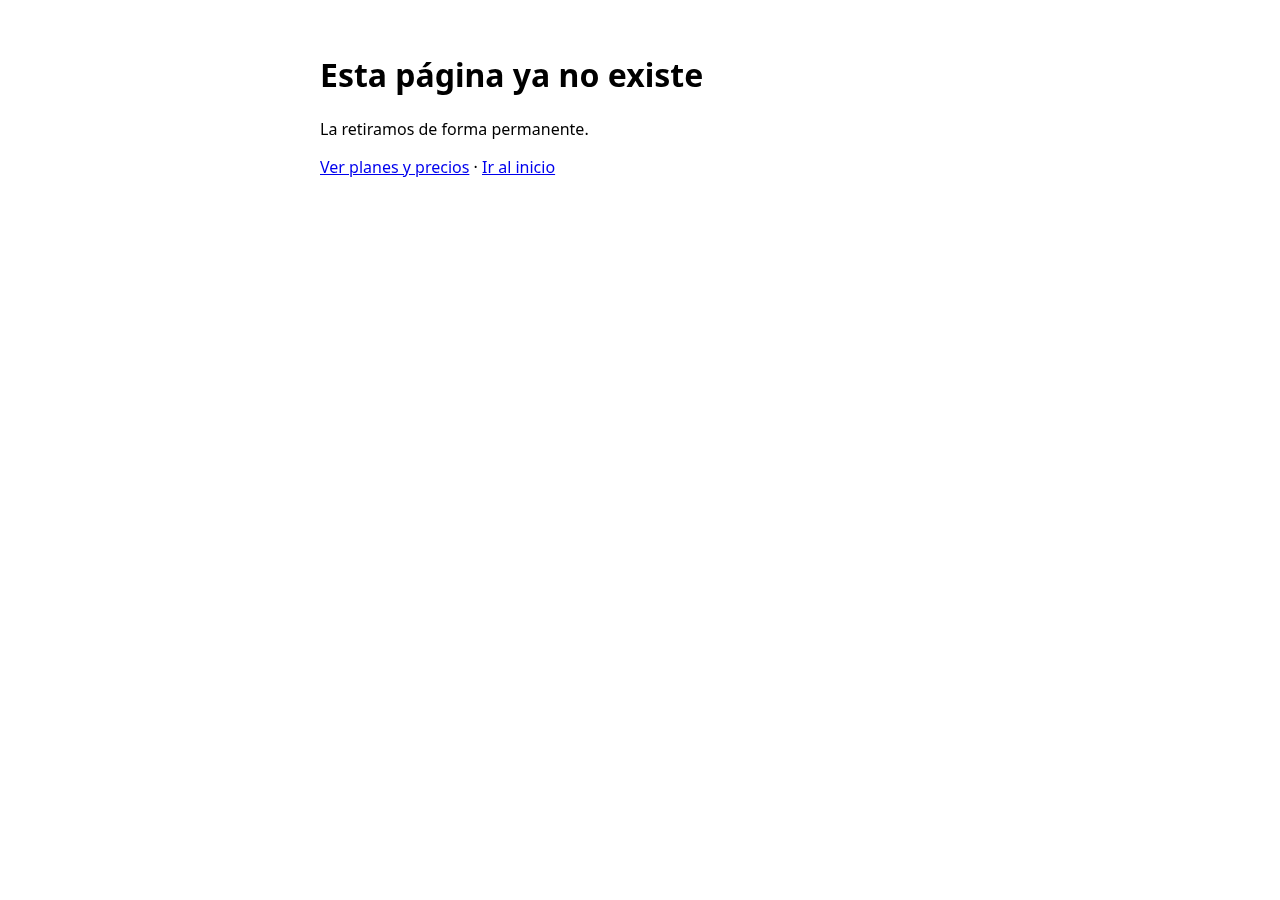 Esta página ya no existe
La retiramos de forma permanente.
Ver planes y precios · Ir al inicio